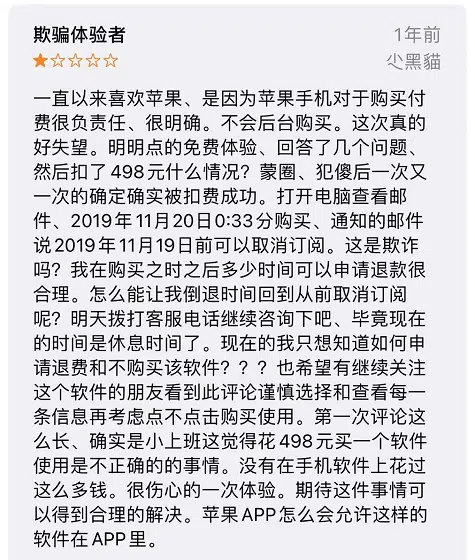 欺骗体验者
1年前
★☆☆☆☆
尐黑貓
一直以来喜欢苹果、是因为苹果手机对于购买付
费很负责任、很明确。不会后台购买。这次真的
好失望。明明点的免费体验、回答了几个问题、
然后扣了498元什么情况？蒙圈、犯傻后一次又
一次的确定确实被扣费成功。打开电脑查看邮
件、2019年11月20日0:33分购买、通知的邮件
说2019年11月19日前可以取消订阅。这是欺诈
吗？我在购买之时之后多少时间可以申请退款很
合理。怎么能让我倒退时间回到从前取消订阅
呢？明天拨打客服电话继续咨询下吧、毕竟现在
的时间是休息时间了。现在的我只想知道如何申
请退费和不购买该软件？？？也希望有继续关注
这个软件的朋友看到此评论谨慎选择和查看每一
条信息再考虑点不点击购买使用。第一次评论这
么长、确实是小上班这觉得花498元买一个软件
使用是不正确的的事情。没有在手机软件上花过
这么多钱。很伤心的一次体验。期待这件事情可
以得到合理的解决。苹果APP怎么会允许这样的
软件在APP里。